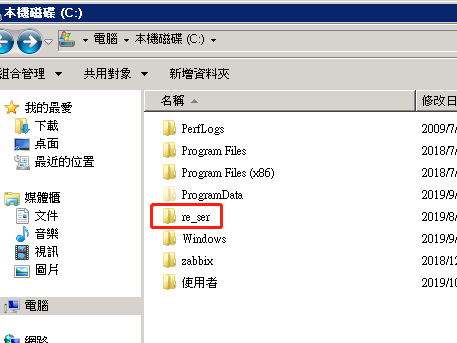 本機磁碟 (C:)
電腦 本機磁碟 (C:)
組合管理 共用對象 新增資料夾
我的最愛
下載
桌面
最近的位置
媒體櫃
文件
音樂
視訊
圖片
電腦
網路
名稱 修改日
PerfLogs 2009/7/
Program Files 2018/7/
Program Files (x86) 2018/7/
ProgramData 2019/9/
re_ser 2019/8/
Windows 2019/9/
zabbix 2018/12
使用者 2019/10